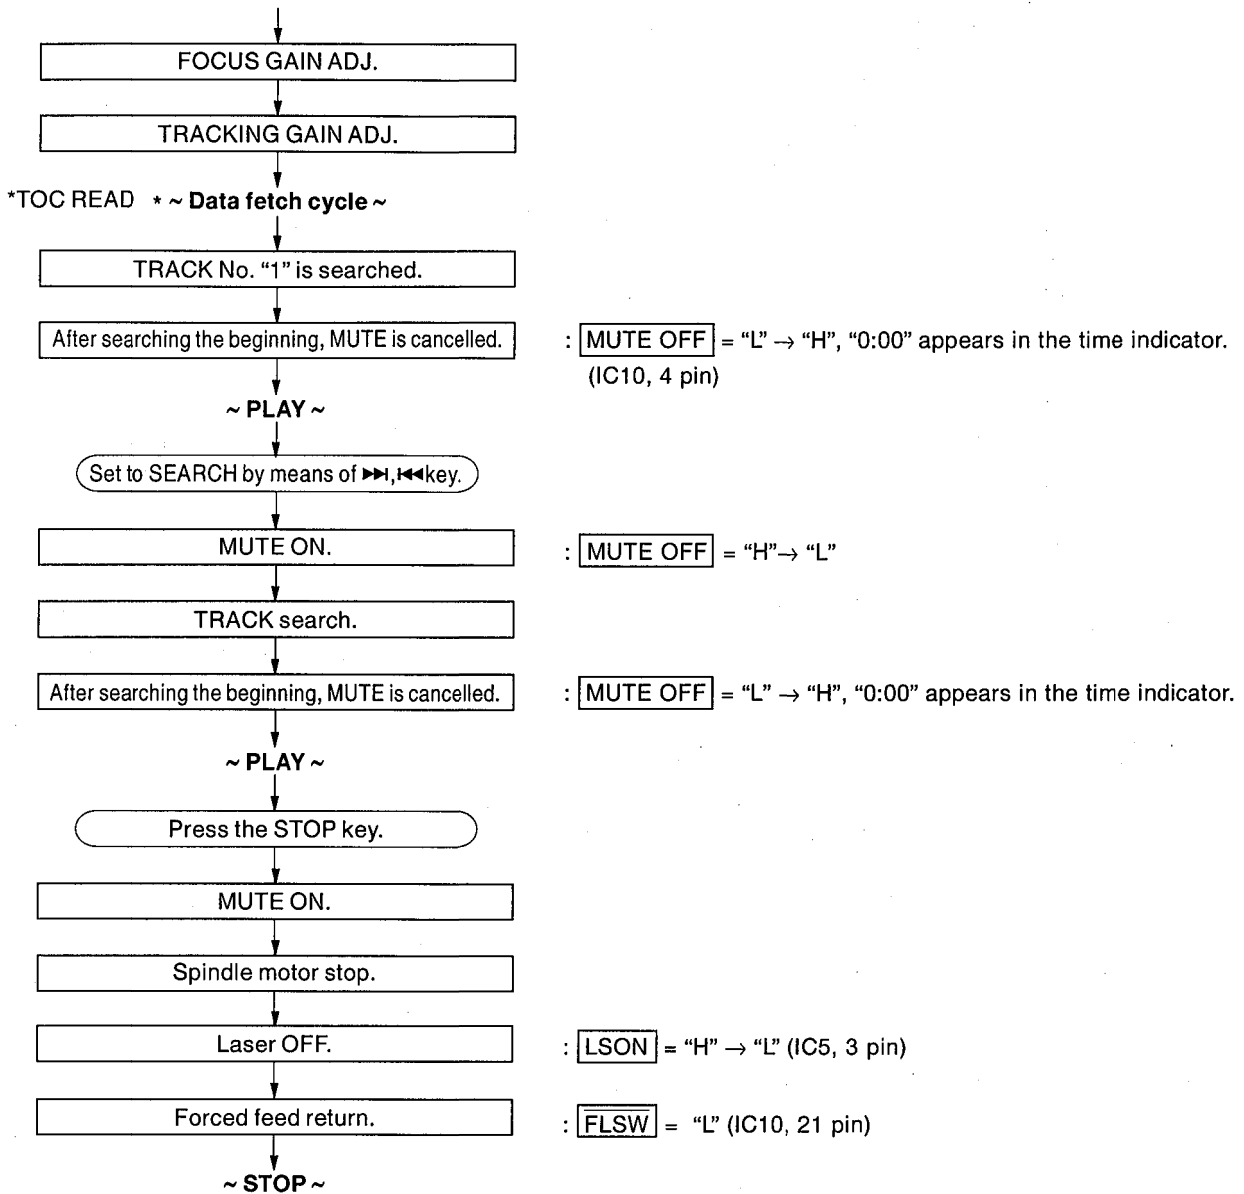 FOCUS GAIN ADJ.
TRACKING GAIN ADJ.
*TOC READ * ~ Data fetch cycle ~
TRACK No. “1” is searched.
After searching the beginning, MUTE is cancelled. : MUTE OFF = “L” → “H”, “0:00” appears in the time indicator.
(IC10, 4 pin)
~ PLAY ~
Set to SEARCH by means of ▶▶I, I◀◀ key.
MUTE ON. : MUTE OFF = “H”→ “L”
TRACK search.
After searching the beginning, MUTE is cancelled. : MUTE OFF = “L” → “H”, “0:00” appears in the time indicator.
~ PLAY ~
Press the STOP key.
MUTE ON.
Spindle motor stop.
Laser OFF. : LSON = “H” → “L” (IC5, 3 pin)
Forced feed return. : F̅L̅S̅W̅ = “L” (IC10, 21 pin)
~ STOP ~